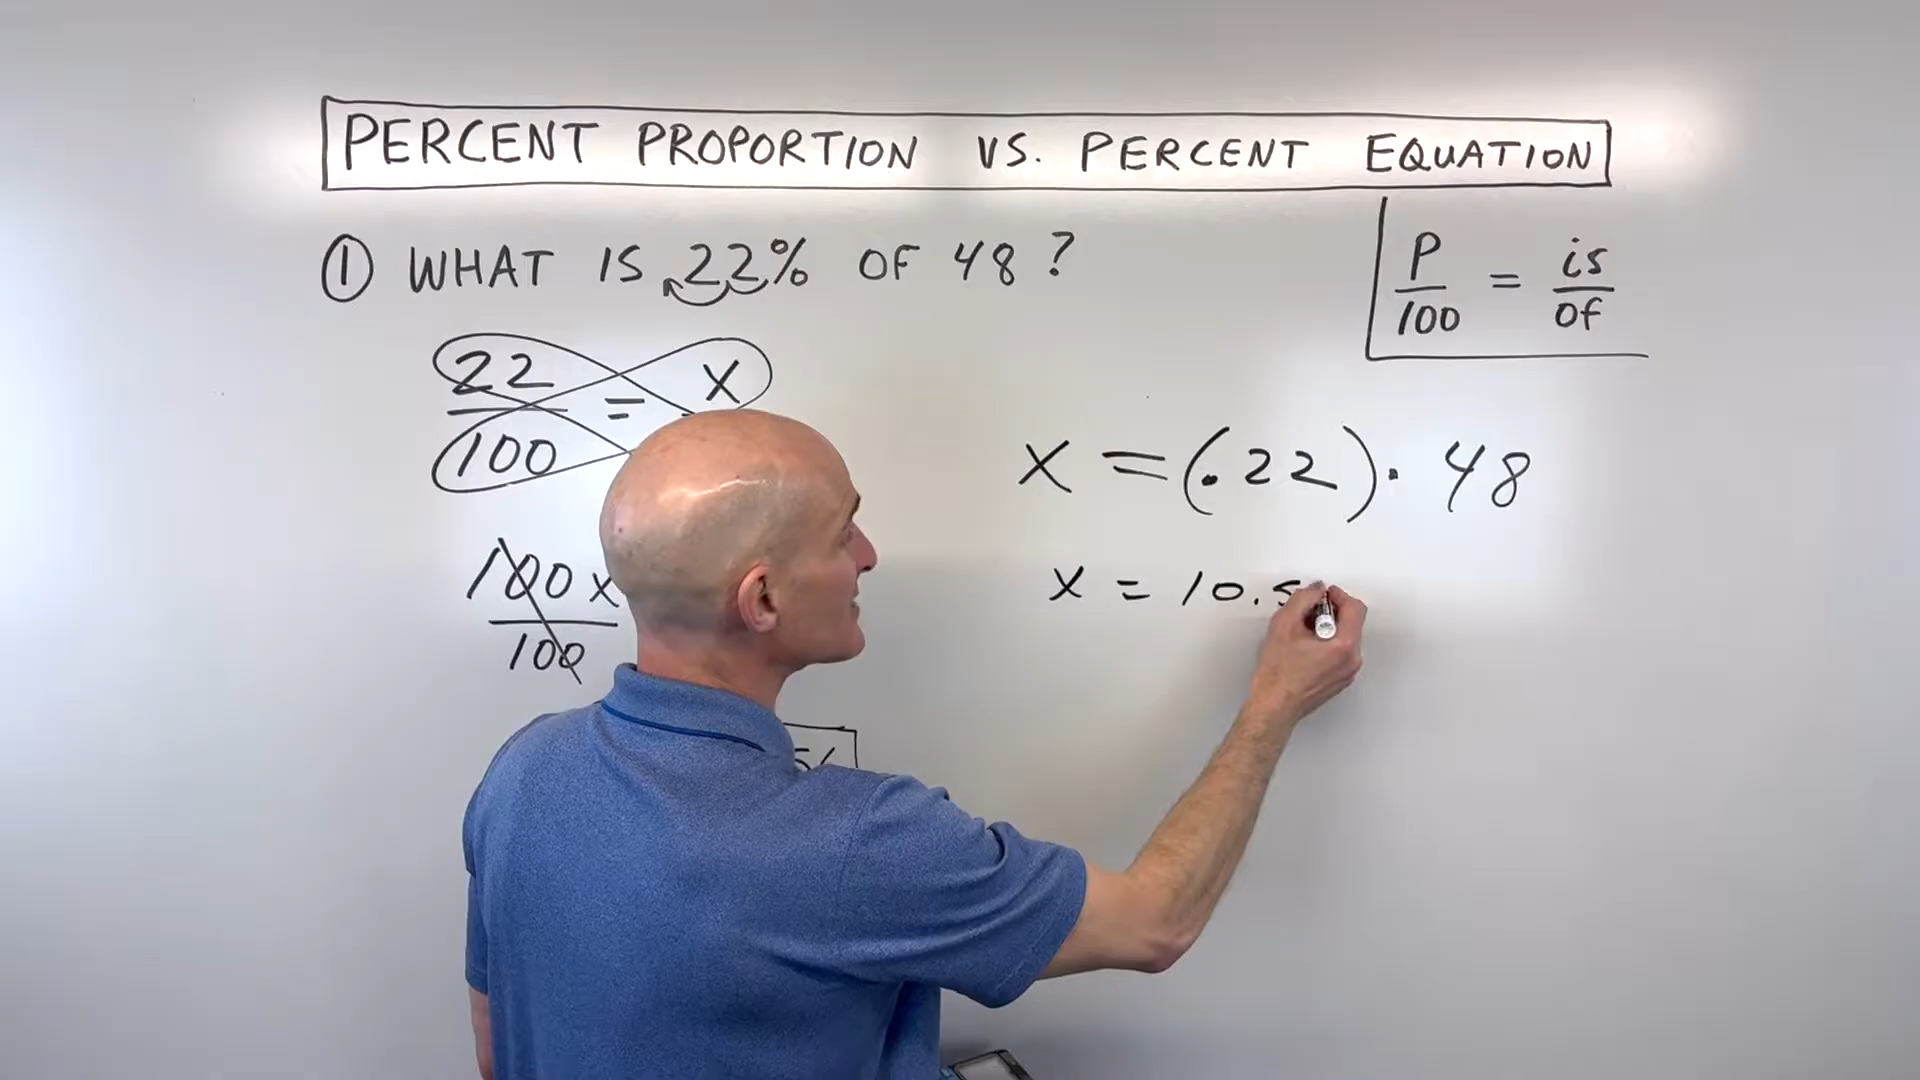 PERCENT PROPORTION VS. PERCENT EQUATION
① WHAT IS 22% OF 48?
P/100 = is/of
22/100 = x
x = (.22) · 48
100x/100
x = 10.5